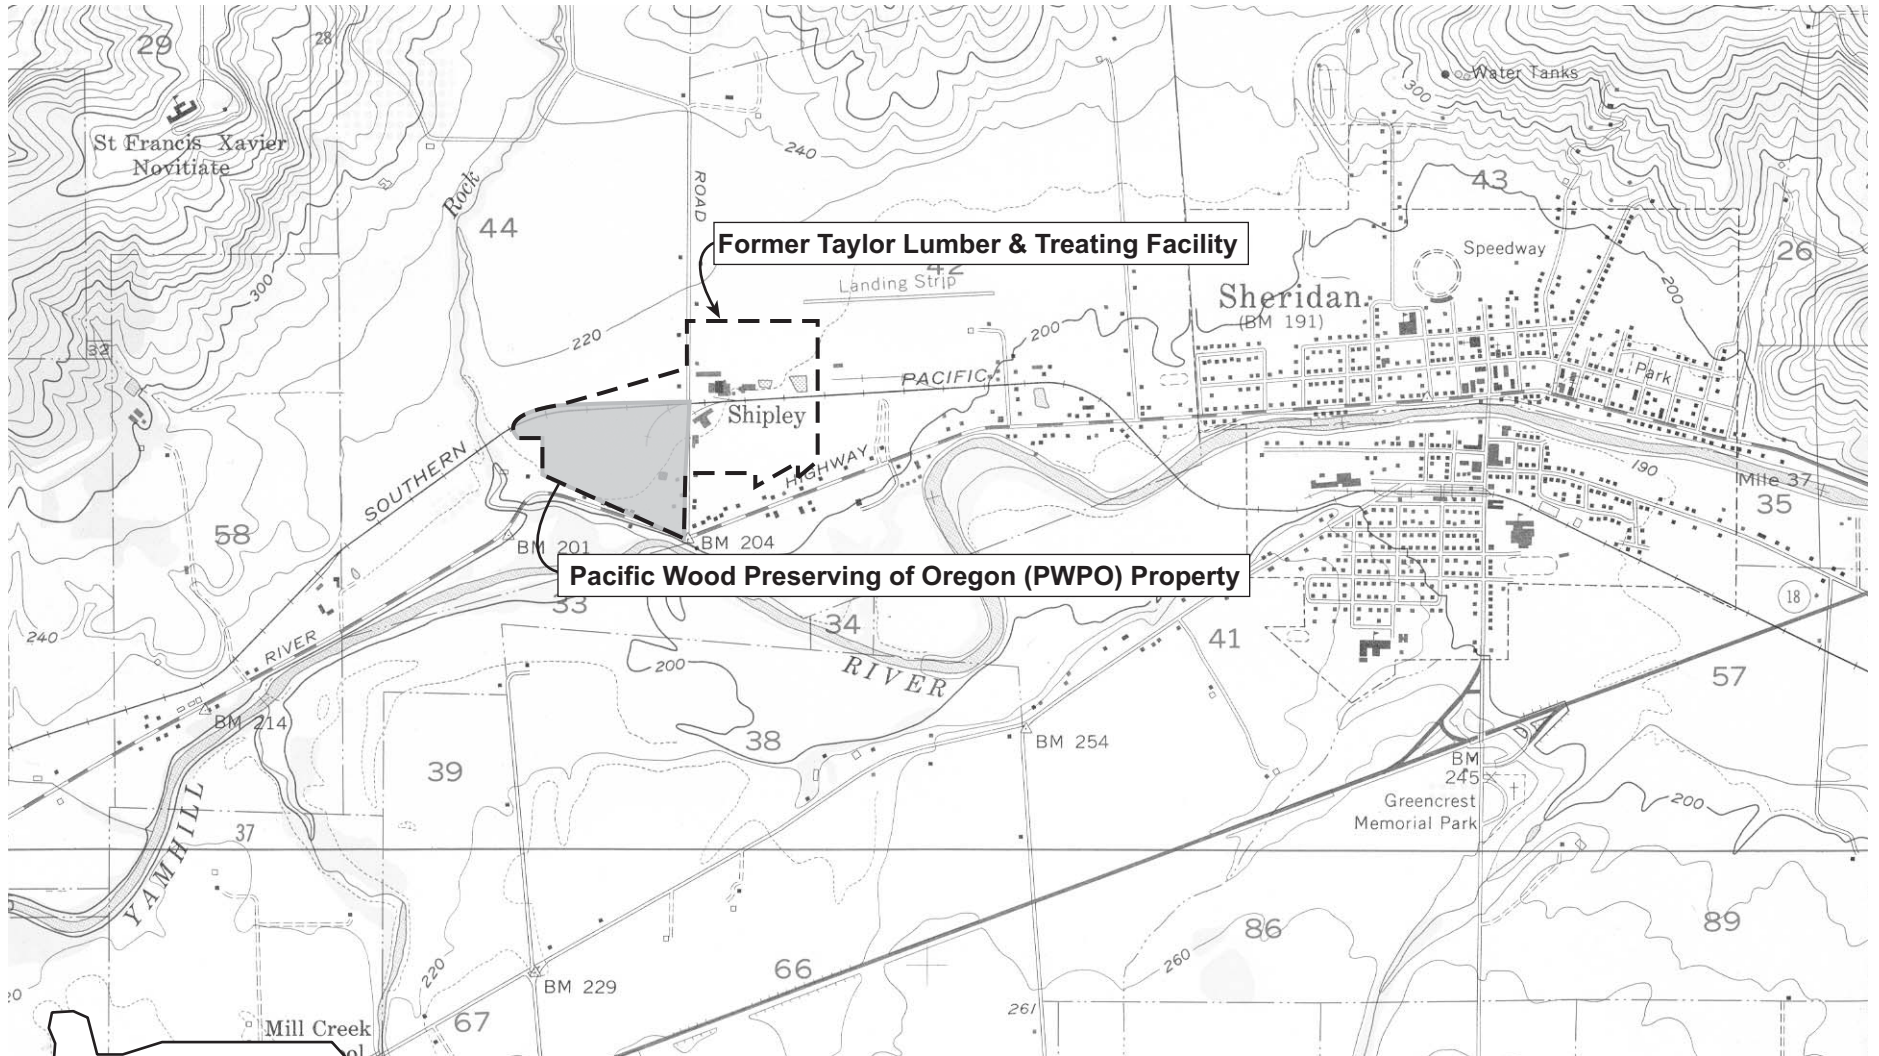 29
28
Water Tanks
300
St Francis Xavier
Novitiate
240
ROAD
Rock
43
44
Former Taylor Lumber & Treating Facility
Speedway
26
42
Landing Strip
300
200
Sheridan
(BM 191)
200
220
32
PACIFIC
Park
Shipley
SOUTHERN
HIGHWAY
190
Mile 37
35
58
BM 201
BM 204
Pacific Wood Preserving of Oregon (PWPO) Property
33
18
34
240
RIVER
41
200
RIVER
57
BM 214
38
BM 254
39
BM
245
200
Greencrest
Memorial Park
YAMHILL
37
86
89
220
66
260
BM 229
261
67
Mill Creek